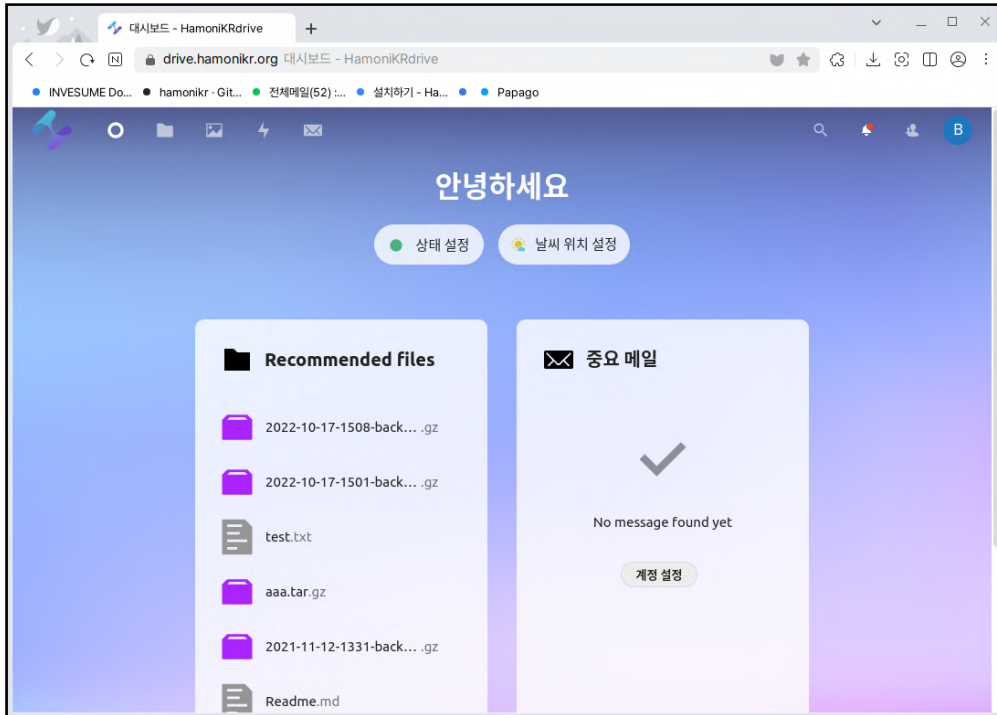 대시보드 - HamoniKRdrive
N
drive.hamonikr.org 대시보드 - HamoniKRdrive
INVESUME Do... hamonikr · Git... 전체메일(52) :... 설치하기 - Ha... Papago
B
안녕하세요
상태 설정 날씨 위치 설정
Recommended files
2022-10-17-1508-back... .gz
2022-10-17-1501-back... .gz
test.txt
aaa.tar.gz
2021-11-12-1331-back... .gz
Readme.md
중요 메일
No message found yet
계정 설정